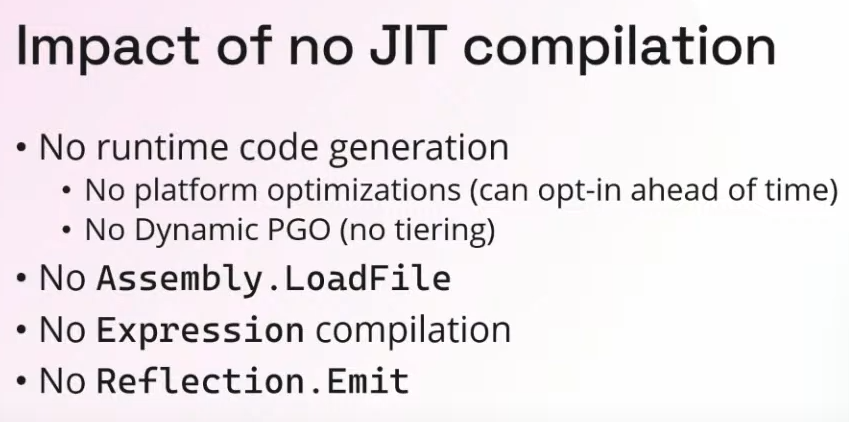 Impact of no JIT compilation
• No runtime code generation
• No platform optimizations (can opt-in ahead of time)
• No Dynamic PGO (no tiering)
• No Assembly.LoadFile
• No Expression compilation
• No Reflection.Emit